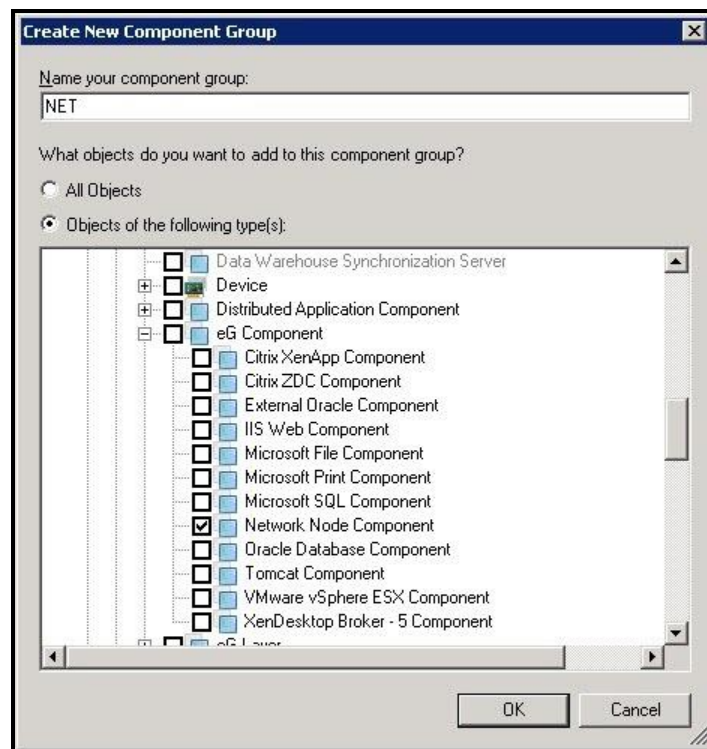 Create New Component Group
Name your component group:
NET
What objects do you want to add to this component group?
All Objects
Objects of the following type(s):
Data Warehouse Synchronization Server
Device
Distributed Application Component
eG Component
Citrix XenApp Component
Citrix ZDC Component
External Oracle Component
IIS Web Component
Microsoft File Component
Microsoft Print Component
Microsoft SQL Component
Network Node Component
Oracle Database Component
Tomcat Component
VMware vSphere ESX Component
XenDesktop Broker - 5 Component
eG Layer
OK
Cancel